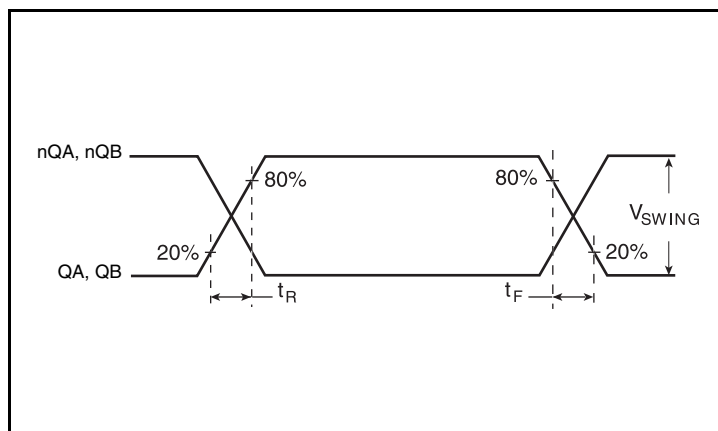 nQA, nQB
80%
80%
V_SWING
20%
20%
QA, QB
t_R
t_F